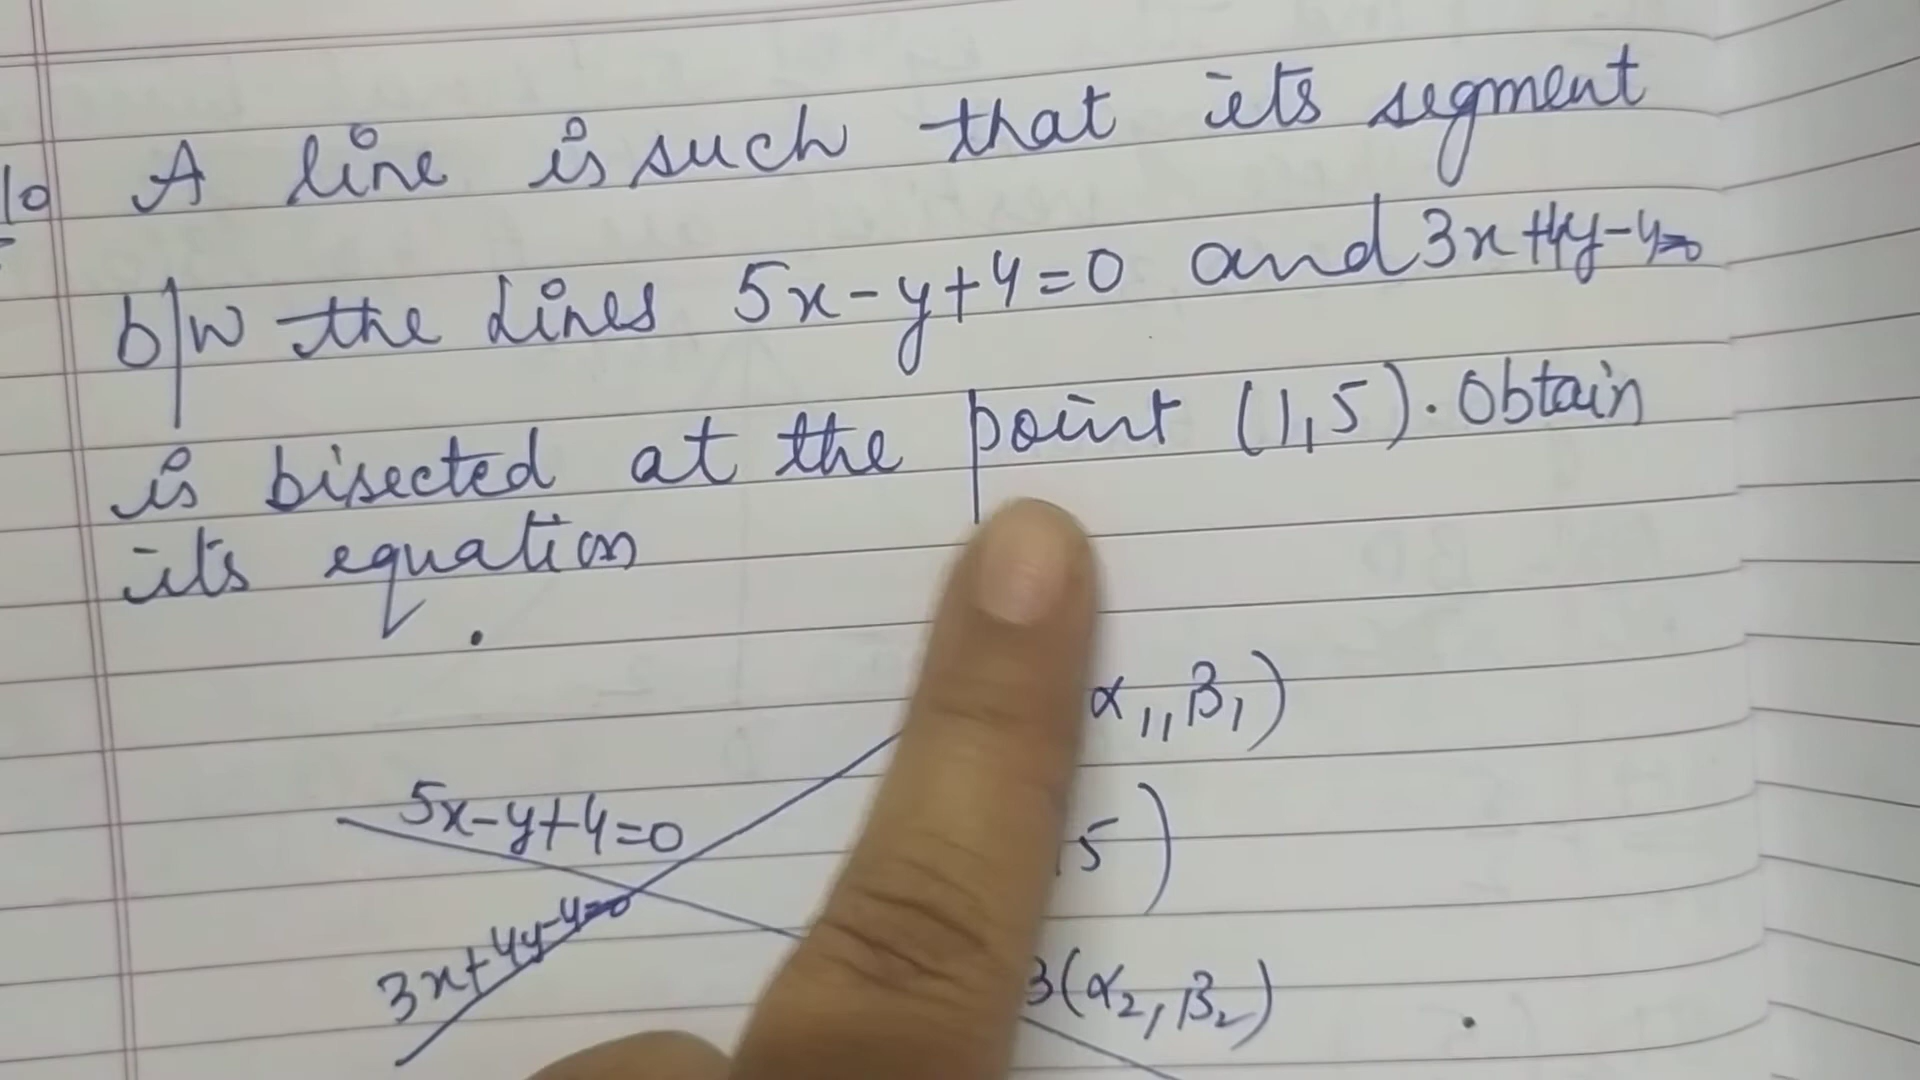 10 A line is such that its segment
b/w the lines 5x-y+4=0 and 3x+4y-4=0
is bisected at the point (1,5). Obtain
its equation
α1,β1)
5x-y+4=0
5)
3x+4y-4=0
(α2,β2)